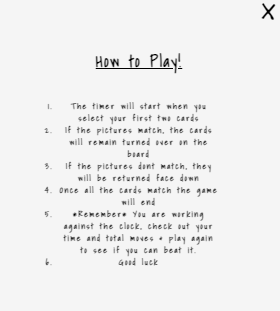 X
How to Play!
1. The timer will start when you
select your first two cards
2. If the pictures match, the cards
will remain turned over on the
board
3. If the pictures dont match, they
will be returned face down
4. Once all the cards match the game
will end
5. *Remember* You are working
against the clock, check out your
time and total moves + play again
to see if you can beat it.
6. Good luck